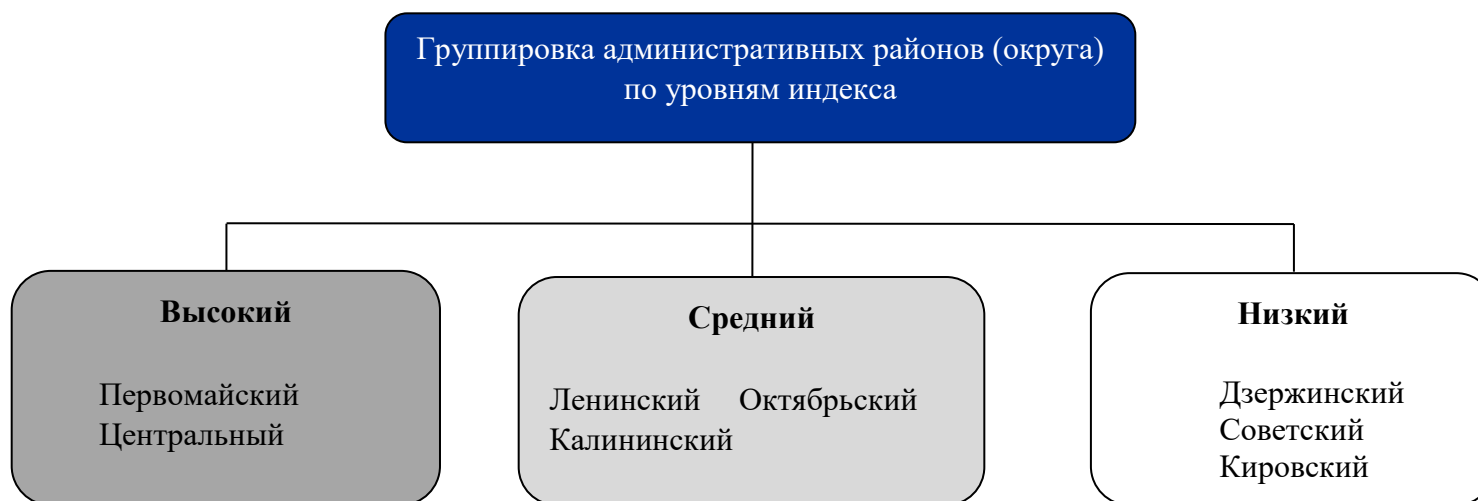 Группировка административных районов (округа)
по уровням индекса
Высокий
Первомайский
Центральный
Средний
Ленинский Октябрьский
Калининский
Низкий
Дзержинский
Советский
Кировский